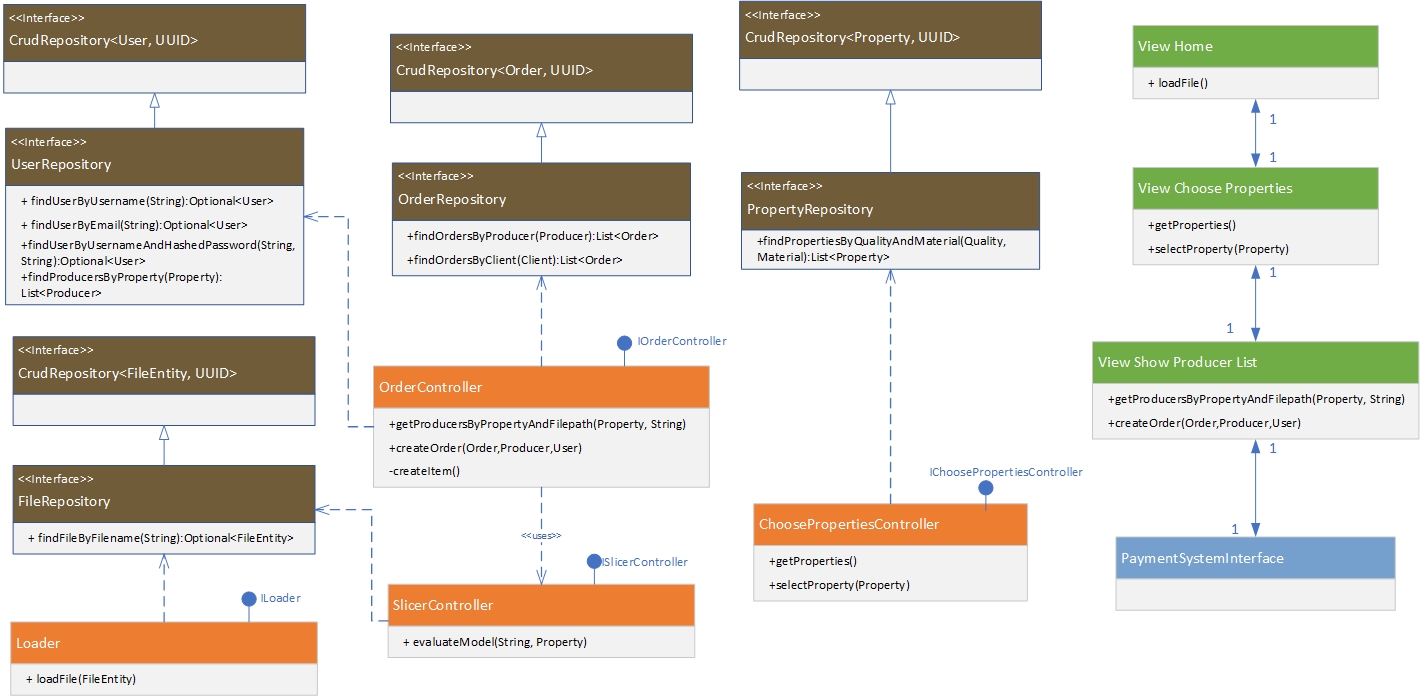 <<Interface>>
CrudRepository<User, UUID>
<<Interface>>
UserRepository
+ findUserByUsername(String):Optional<User>
+ findUserByEmail(String):Optional<User>
+findUserByUsernameAndHashedPassword(String,
String):Optional<User>
+findProducersByProperty(Property):
List<Producer>
<<Interface>>
CrudRepository<FileEntity, UUID>
<<Interface>>
FileRepository
+ findFileByFilename(String):Optional<FileEntity>
ILoader
Loader
+ loadFile(FileEntity)
<<Interface>>
CrudRepository<Order, UUID>
<<Interface>>
OrderRepository
+findOrdersByProducer(Producer):List<Order>
+findOrdersByClient(Client):List<Order>
IOrderController
OrderController
+getProducersByPropertyAndFilepath(Property, String)
+createOrder(Order,Producer,User)
-createItem()
<<uses>>
ISlicerController
SlicerController
+ evaluateModel(String, Property)
<<Interface>>
CrudRepository<Property, UUID>
<<Interface>>
PropertyRepository
+findPropertiesByQualityAndMaterial(Quality,
Material):List<Property>
IChoosePropertiesController
ChoosePropertiesController
+getProperties()
+selectProperty(Property)
View Home
+ loadFile()
1
1
View Choose Properties
+getProperties()
+selectProperty(Property)
1
1
View Show Producer List
+getProducersByPropertyAndFilepath(Property, String)
+createOrder(Order,Producer,User)
1
1
PaymentSystemInterface